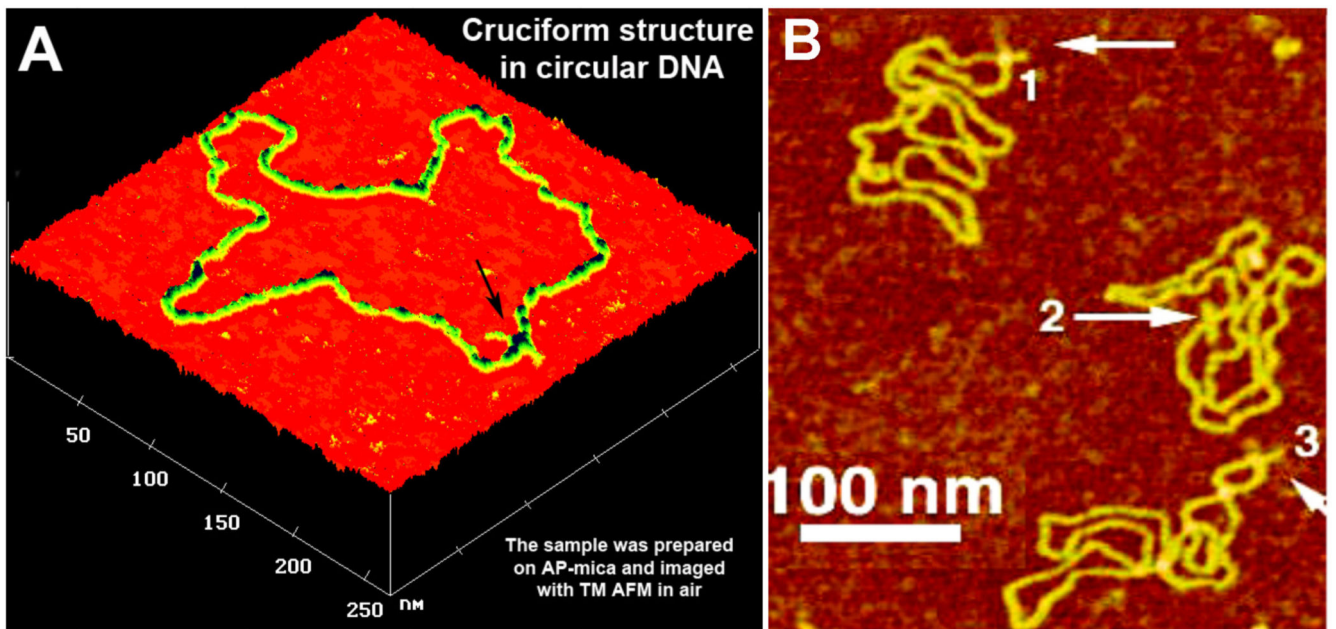 A
Cruciform structure
in circular DNA
50
100
150
200
250 nM
The sample was prepared
on AP-mica and imaged
with TM AFM in air
B
1
2
3
100 nm